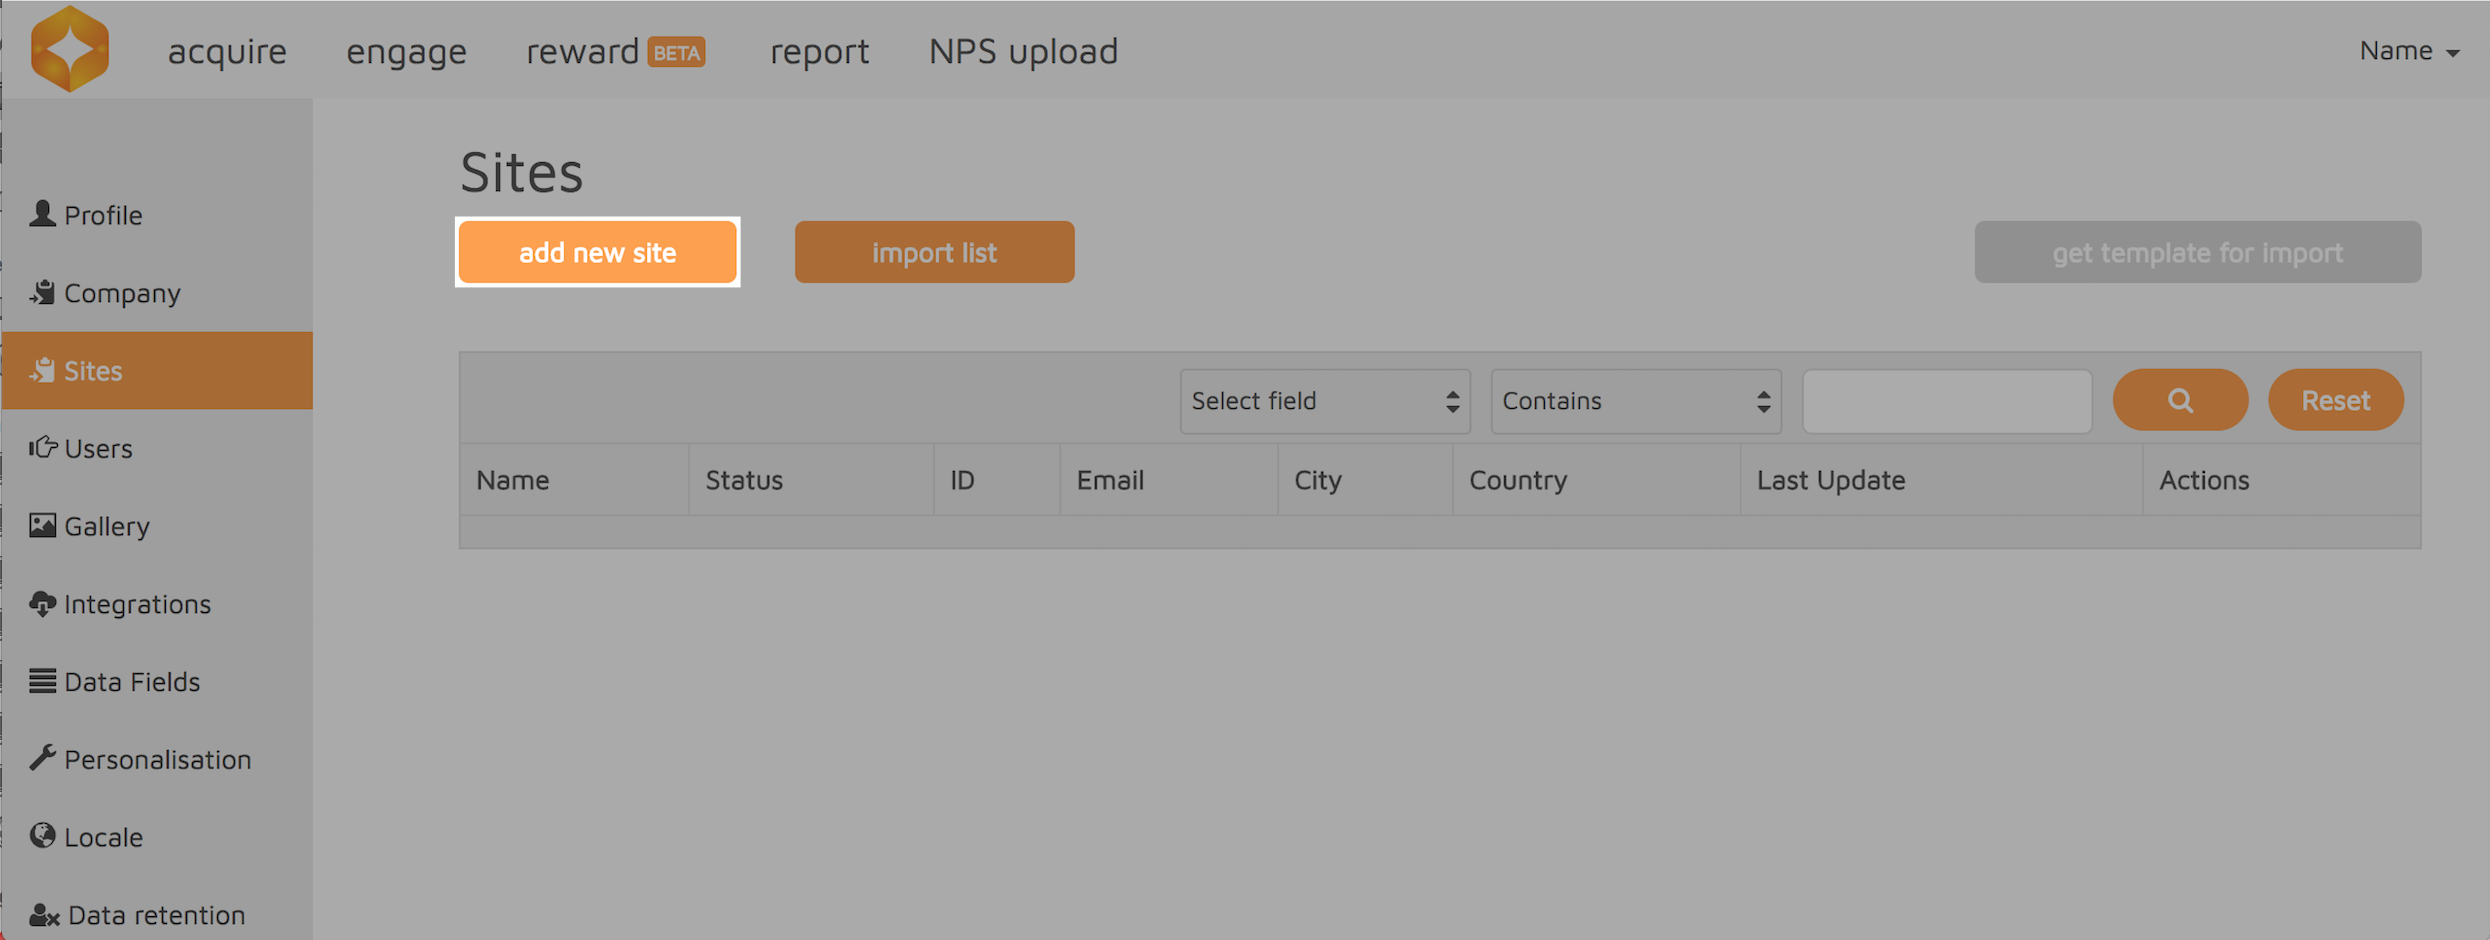 acquire engage reward BETA report NPS upload Name
Profile
Company
Sites
Users
Gallery
Integrations
Data Fields
Personalisation
Locale
Data retention
Sites
add new site import list get template for import
Select field Contains Reset
Name Status ID Email City Country Last Update Actions